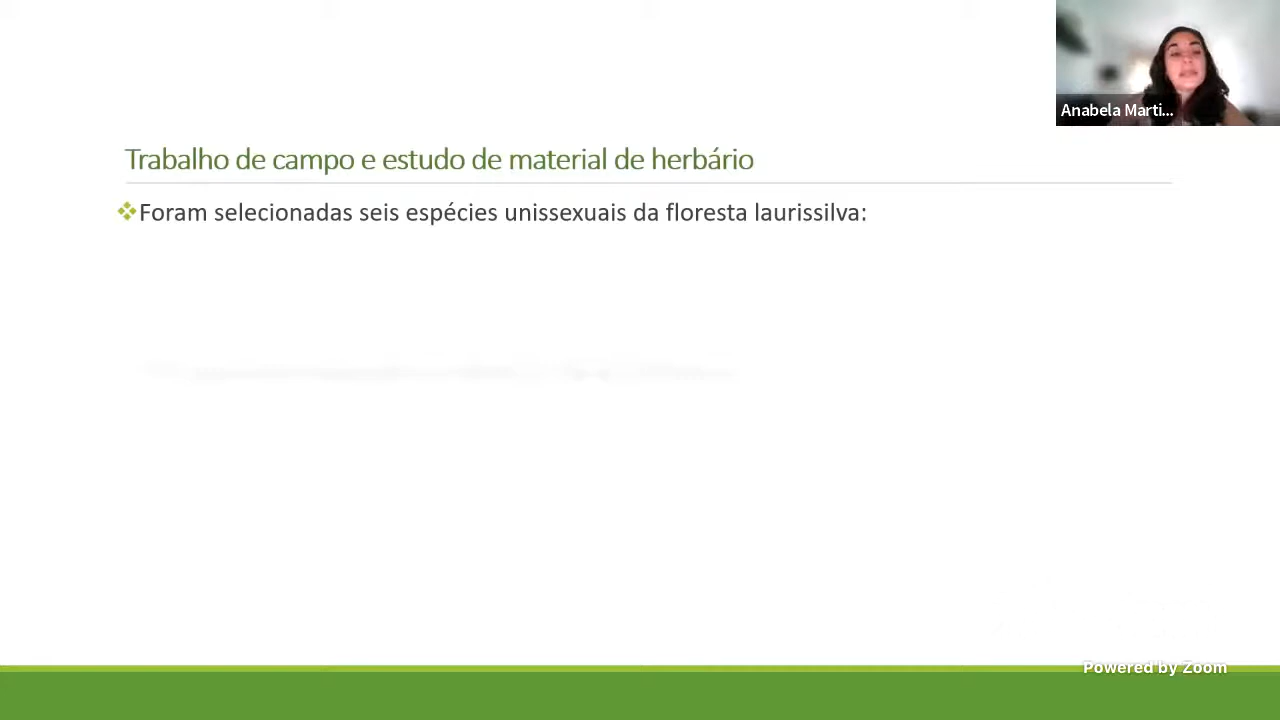 Anabela Marti...
Trabalho de campo e estudo de material de herbário
Foram selecionadas seis espécies unissexuais da floresta laurissilva:
Powered by Zoom